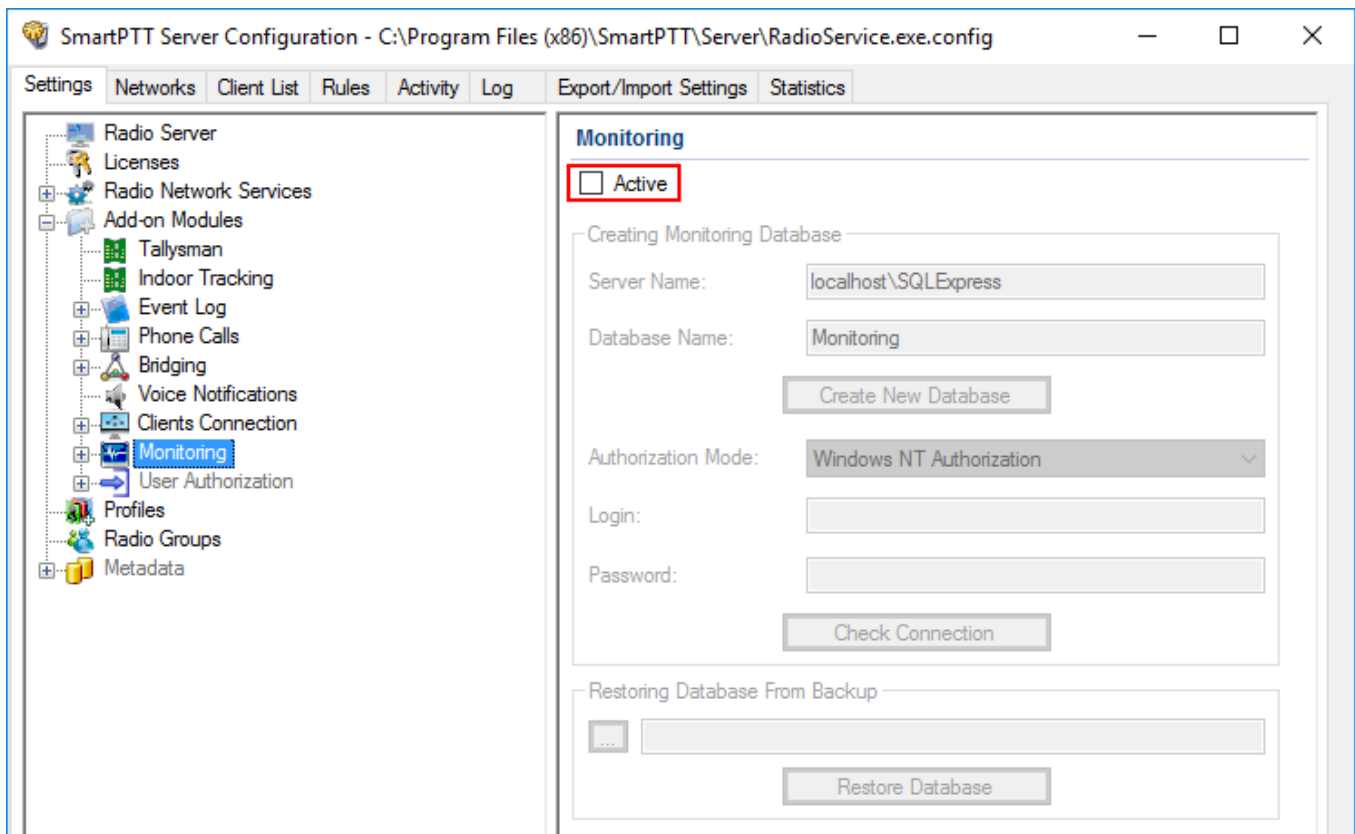 SmartPTT Server Configuration - C:\Program Files (x86)\SmartPTT\Server\RadioService.exe.config
Settings Networks Client List Rules Activity Log Export/Import Settings Statistics
Radio Server
Licenses
Radio Network Services
Add-on Modules
Tallysman
Indoor Tracking
Event Log
Phone Calls
Bridging
Voice Notifications
Clients Connection
Monitoring
User Authorization
Profiles
Radio Groups
Metadata
Monitoring
Active
Creating Monitoring Database
Server Name: localhost\SQLExpress
Database Name: Monitoring
Create New Database
Authorization Mode: Windows NT Authorization
Login:
Password:
Check Connection
Restoring Database From Backup
...
Restore Database